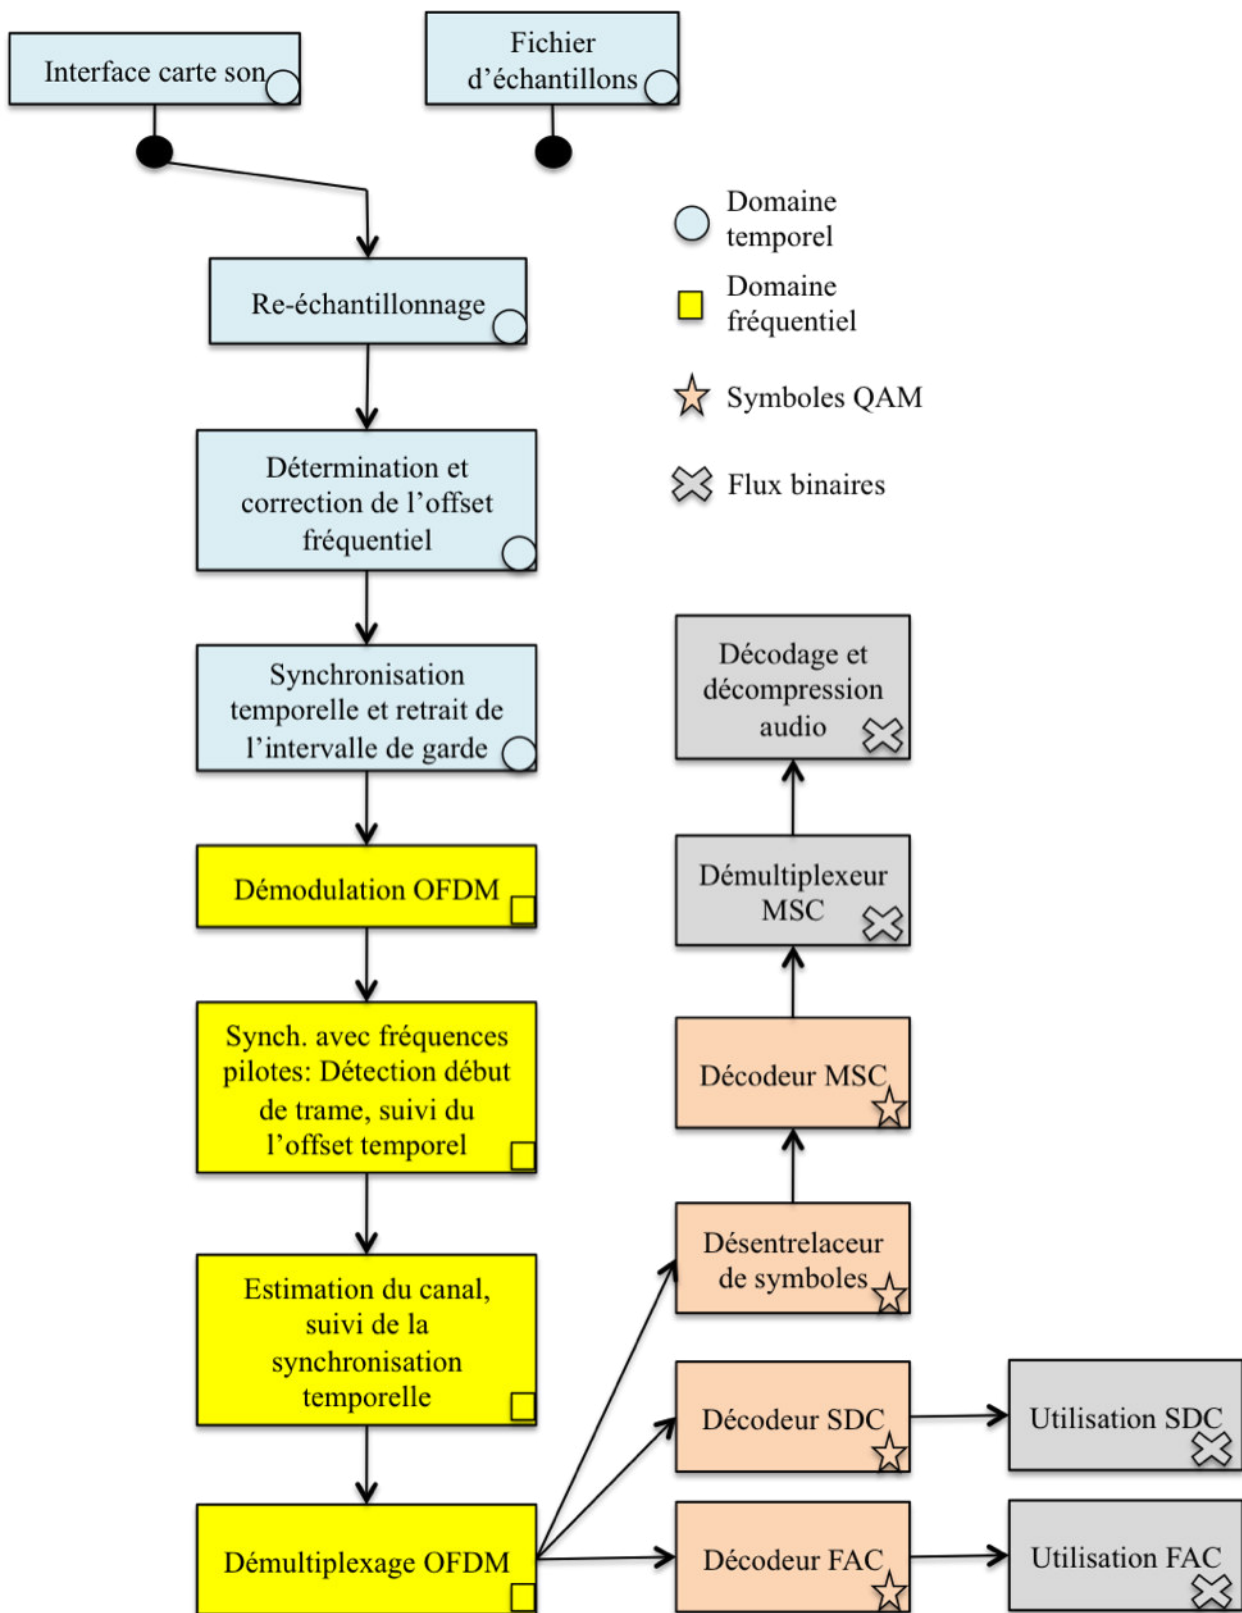 Interface carte son
Fichier
d’échantillons
Domaine
temporel
Domaine
fréquentiel
Symboles QAM
Flux binaires
Re-échantillonnage
Détermination et
correction de l’offset
fréquentiel
Synchronisation
temporelle et retrait de
l’intervalle de garde
Démodulation OFDM
Synch. avec fréquences
pilotes: Détection début
de trame, suivi du
l’offset temporel
Estimation du canal,
suivi de la
synchronisation
temporelle
Démultiplexage OFDM
Décodage et
décompression
audio
Démultiplexeur
MSC
Décodeur MSC
Désentrelaceur
de symboles
Décodeur SDC
Utilisation SDC
Décodeur FAC
Utilisation FAC